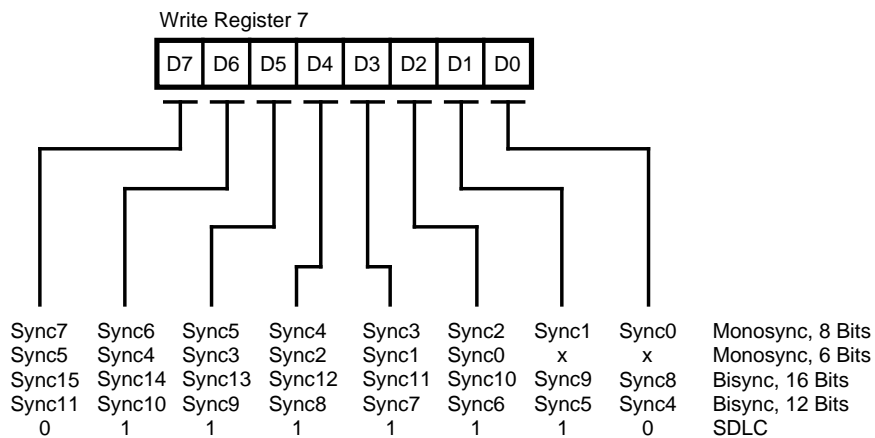 Write Register 7
D7 D6 D5 D4 D3 D2 D1 D0
Sync7 Sync6 Sync5 Sync4 Sync3 Sync2 Sync1 Sync0 Monosync, 8 Bits
Sync5 Sync4 Sync3 Sync2 Sync1 Sync0 x x Monosync, 6 Bits
Sync15 Sync14 Sync13 Sync12 Sync11 Sync10 Sync9 Sync8 Bisync, 16 Bits
Sync11 Sync10 Sync9 Sync8 Sync7 Sync6 Sync5 Sync4 Bisync, 12 Bits
0 1 1 1 1 1 1 0 SDLC